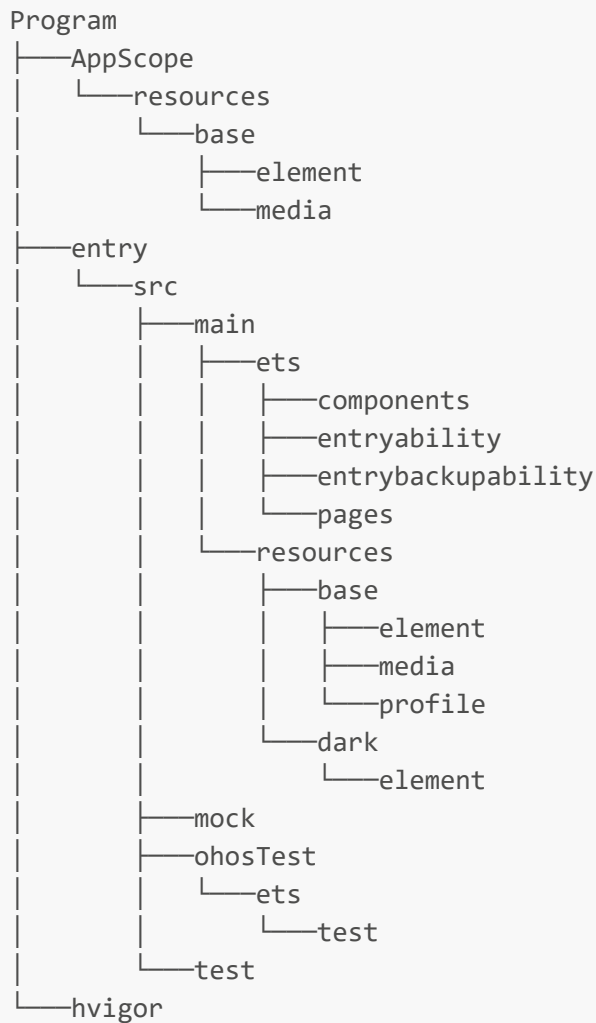 Program
├───AppScope
│   └───resources
│       └───base
│           ├───element
│           └───media
├───entry
│   └───src
│       ├───main
│       │   ├───ets
│       │   │   ├───components
│       │   │   ├───entryability
│       │   │   ├───entrybackupability
│       │   │   └───pages
│       │   └───resources
│       │       ├───base
│       │       │   ├───element
│       │       │   ├───media
│       │       │   └───profile
│       │       └───dark
│       │           └───element
│       ├───mock
│       ├───ohosTest
│       │   └───ets
│       │       └───test
│       └───test
└───hvigor